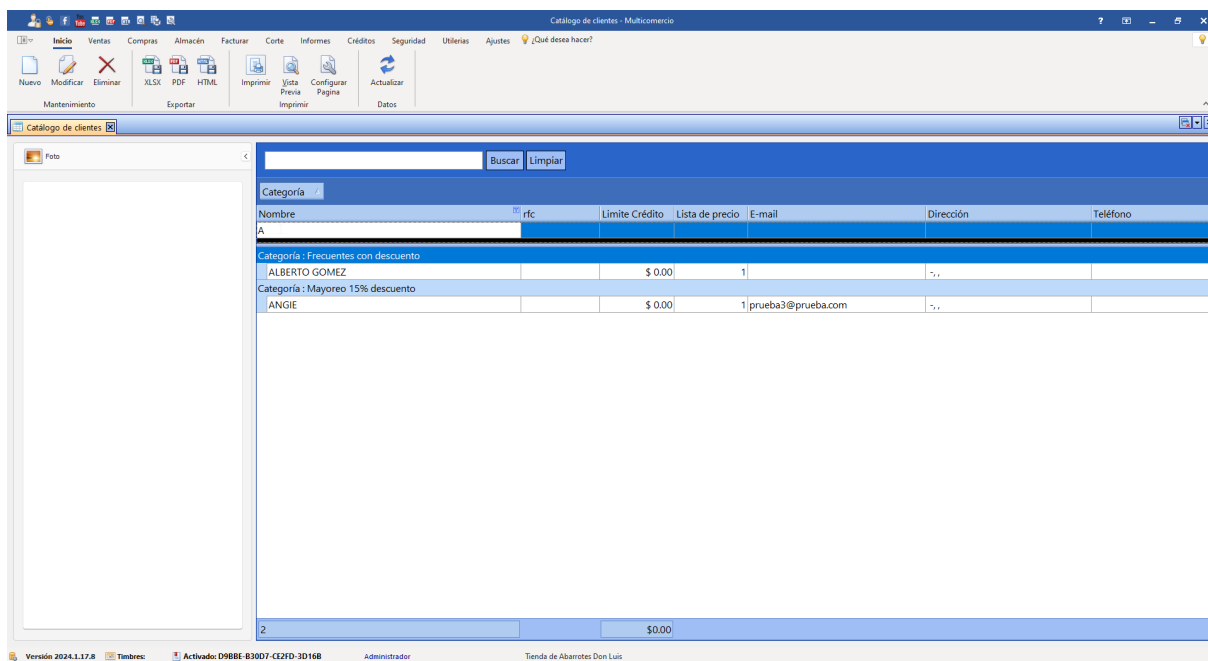 Catálogo de clientes - Multicomercio
Inicio Ventas Compras Almacén Facturar Corte Informes Créditos Seguridad Utilerias Ajustes ¿Qué desea hacer?
Nuevo Modificar Eliminar XLSX PDF HTML Imprimir Vista Previa Configurar Pagina Actualizar
Mantenimiento Exportar Imprimir Datos
Catálogo de clientes
Foto
Buscar Limpiar
Categoría
Nombre rfc Limite Crédito Lista de precio E-mail Dirección Teléfono
A
Categoría : Frecuentes con descuento
ALBERTO GOMEZ $ 0.00 1 -, ,
Categoría : Mayoreo 15% descuento
ANGIE $ 0.00 1 prueba3@prueba.com -, ,
2 $0.00
Versión 2024.1.17.8 Timbres: Activado: D9BBE-B30D7-CE2FD-3D16B Administrador Tienda de Abarrotes Don Luis